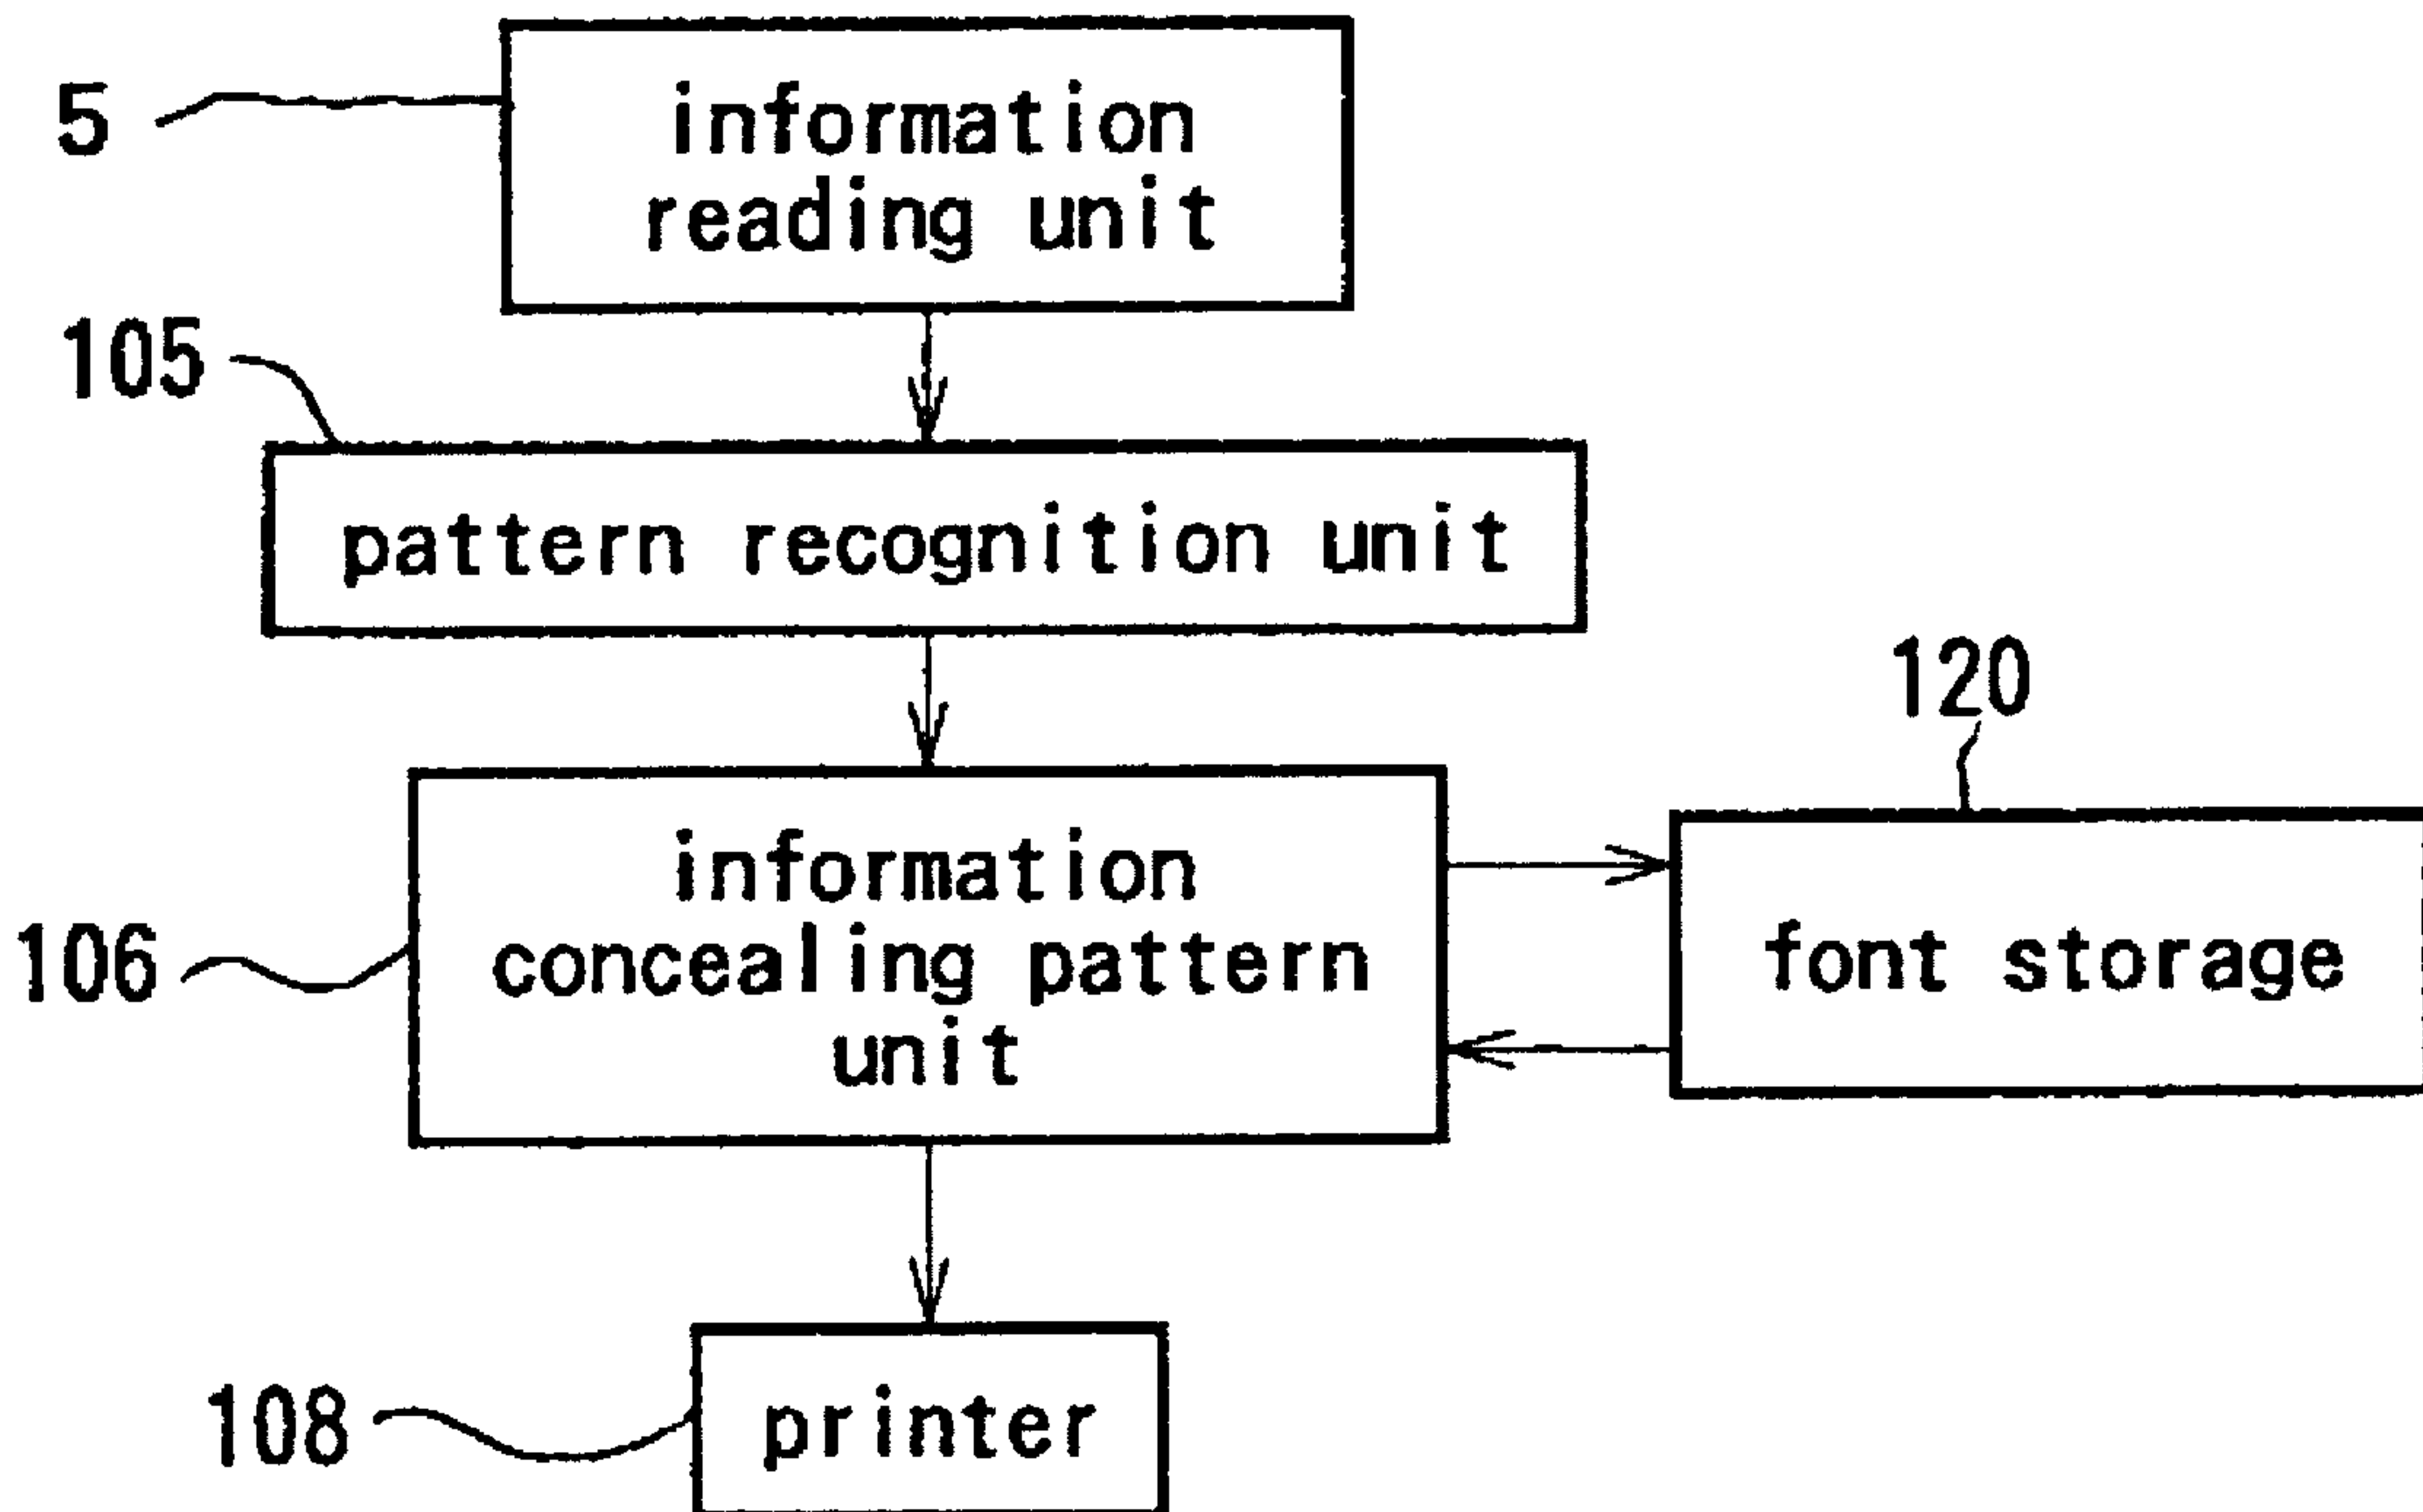 5
information
reading unit
105
pattern recognition unit
120
106
information
concealing pattern
unit
font storage
108
printer